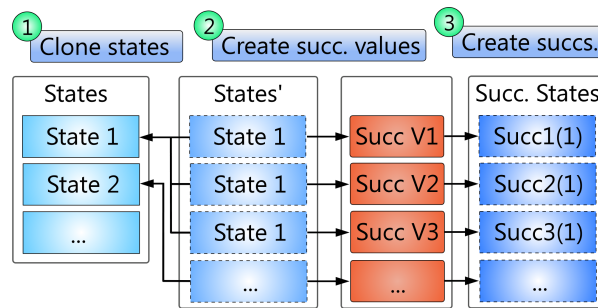 1 2 3
Clone states Create succ. values Create succs.
States States' Succ. States
State 1 State 1 Succ V1 Succ1(1)
State 2 State 1 Succ V2 Succ2(1)
... State 1 Succ V3 Succ3(1)
... ... ...